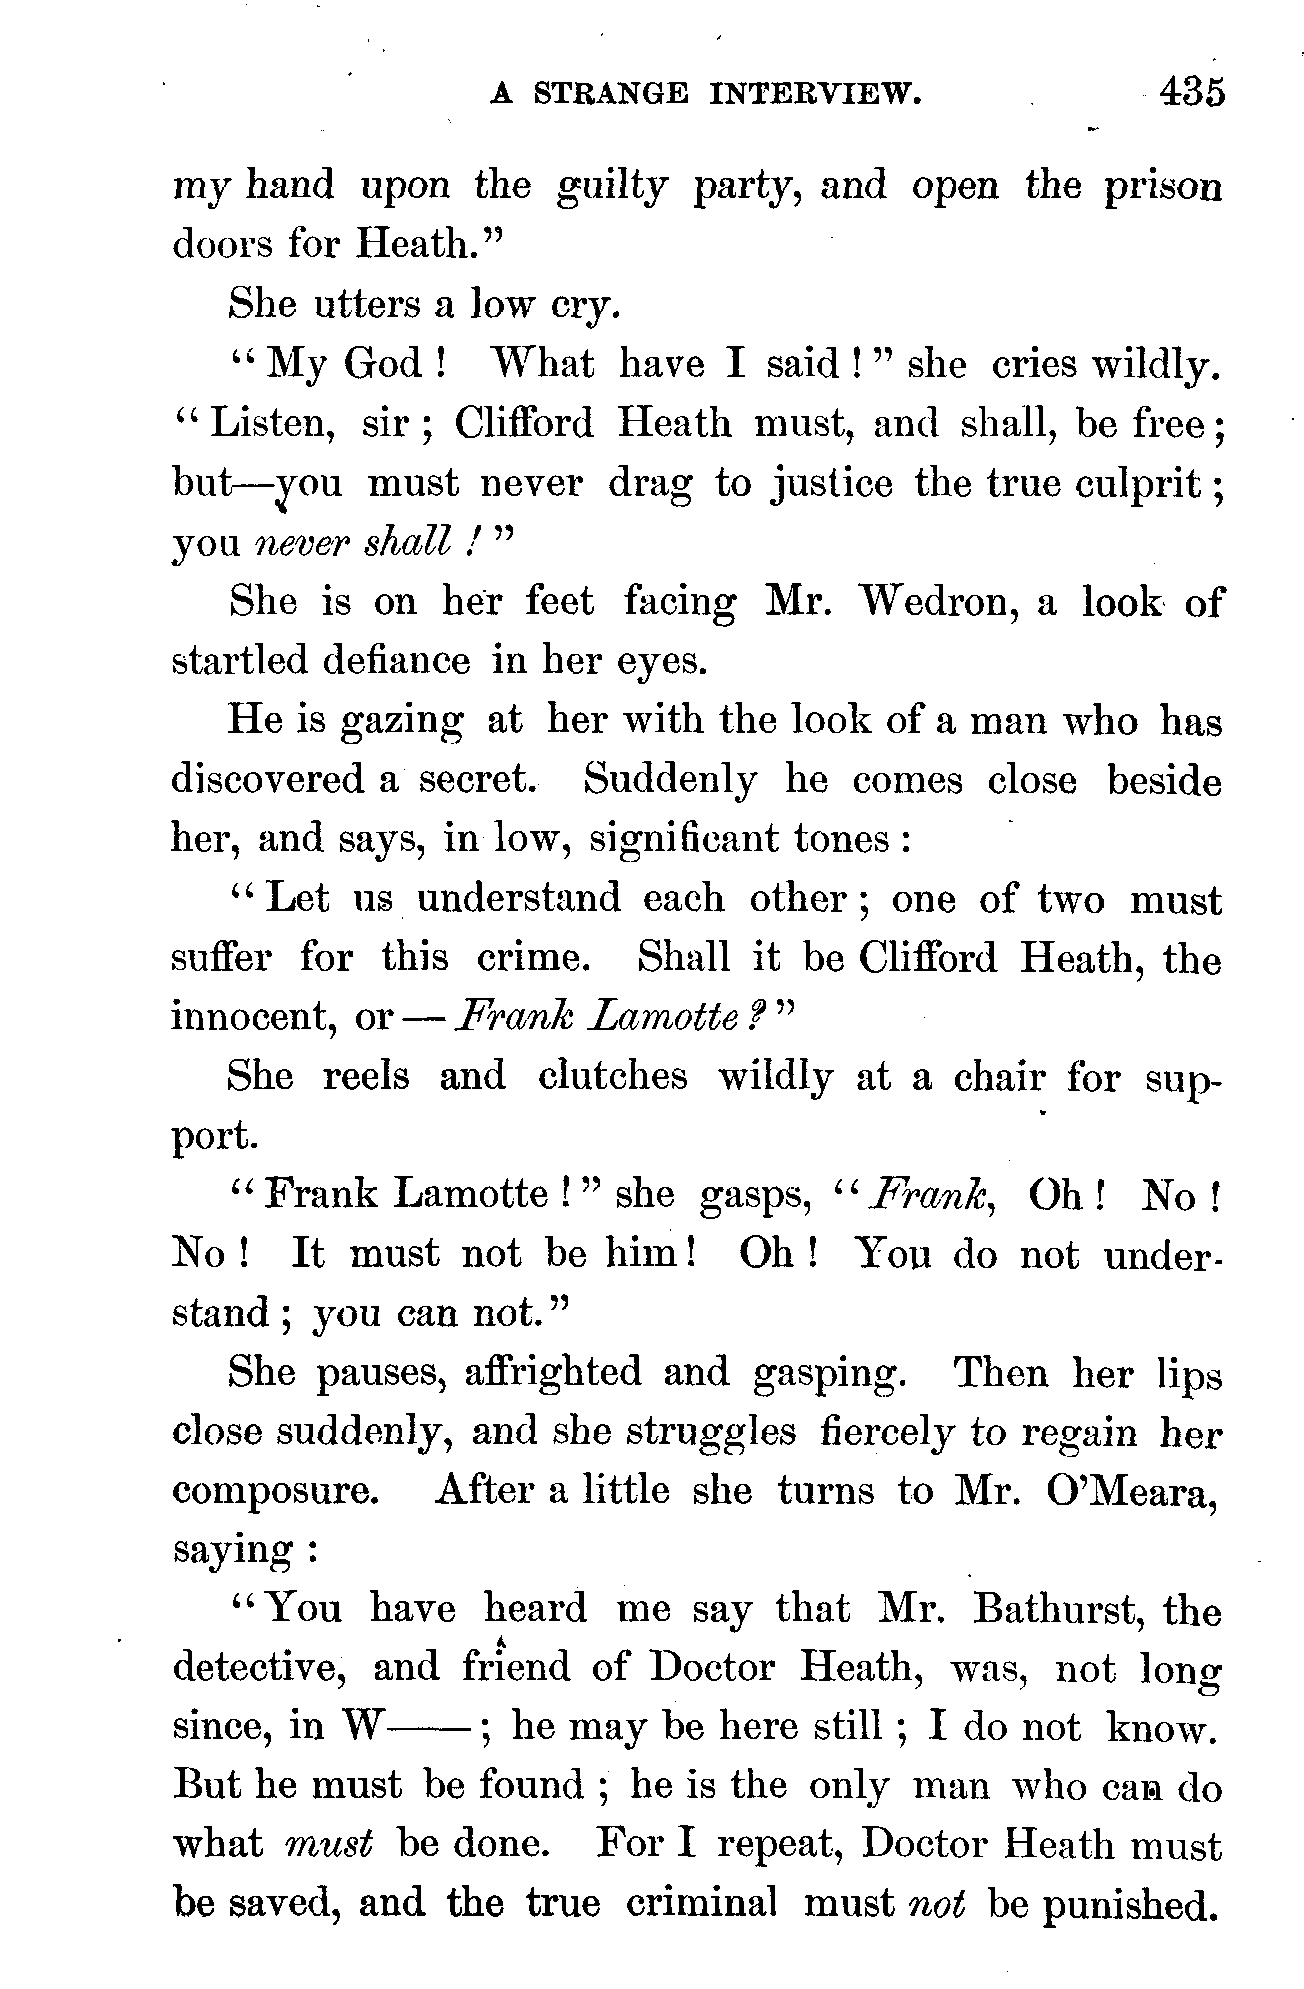 A STRANGE INTERVIEW. 435
my hand upon the guilty party, and open the prison
doors for Heath."
She utters a low cry.
"My God! What have I said!" she cries wildly.
"Listen, sir; Clifford Heath must, and shall, be free;
but—you must never drag to justice the true culprit;
you never shall!"
She is on her feet facing Mr. Wedron, a look of
startled defiance in her eyes.
He is gazing at her with the look of a man who has
discovered a secret. Suddenly he comes close beside
her, and says, in low, significant tones:
"Let us understand each other; one of two must
suffer for this crime. Shall it be Clifford Heath, the
innocent, or—Frank Lamotte?"
She reels and clutches wildly at a chair for sup-
port.
"Frank Lamotte!" she gasps, "Frank, Oh! No!
No! It must not be him! Oh! You do not under-
stand; you can not."
She pauses, affrighted and gasping. Then her lips
close suddenly, and she struggles fiercely to regain her
composure. After a little she turns to Mr. O'Meara,
saying:
"You have heard me say that Mr. Bathurst, the
detective, and friend of Doctor Heath, was, not long
since, in W——; he may be here still; I do not know.
But he must be found; he is the only man who can do
what must be done. For I repeat, Doctor Heath must
be saved, and the true criminal must not be punished.